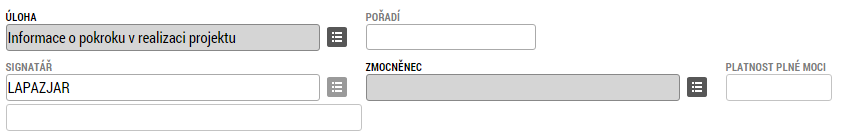 ÚLOHA
POŘADÍ
Informace o pokroku v realizaci projektu
SIGNATÁŘ
ZMOCNĚNEC
PLATNOST PLNÉ MOCI
LAPAZJAR